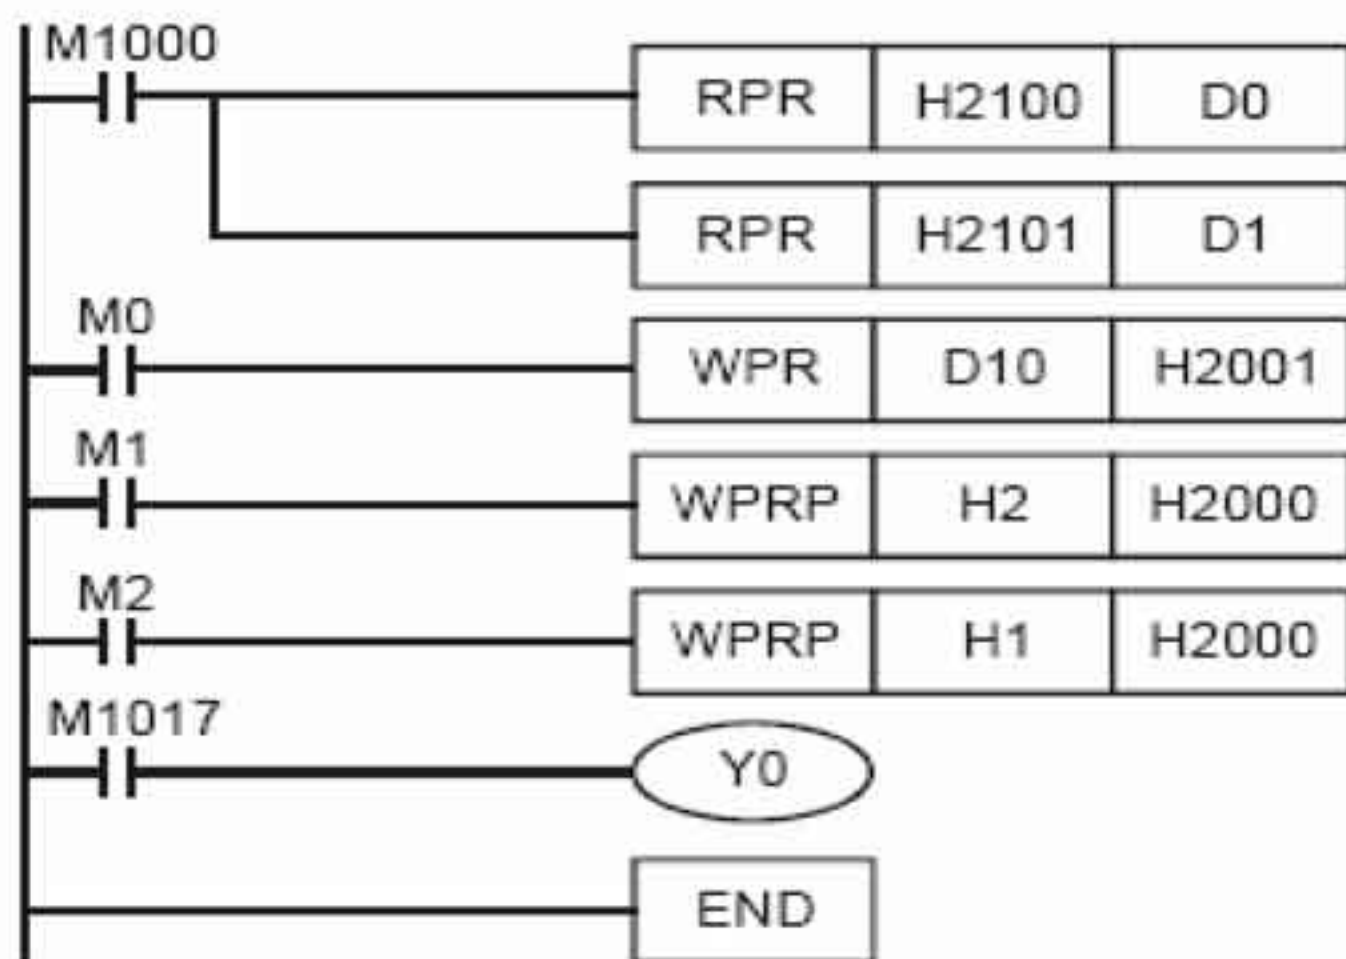 M1000
RPR H2100 D0
RPR H2101 D1
M0
WPR D10 H2001
M1
WPRP H2 H2000
M2
WPRP H1 H2000
M1017
Y0
END